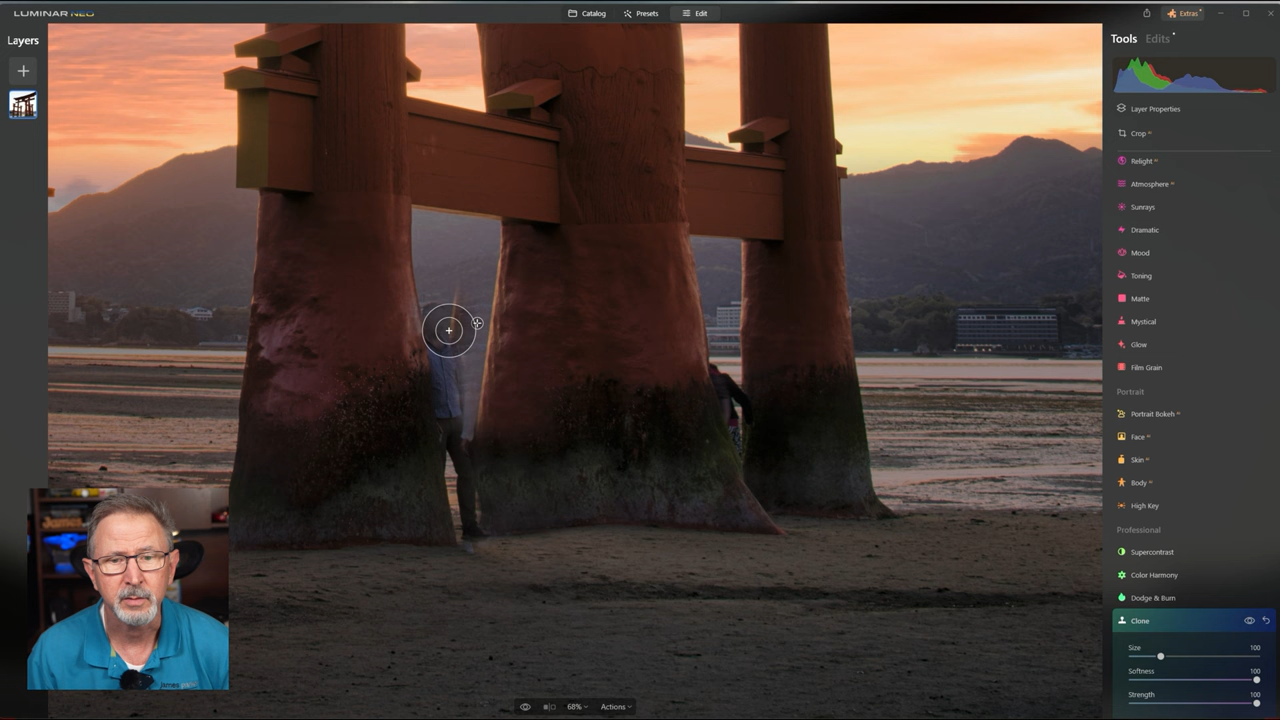 LUMINAR NEO
Catalog
Presets
Edit
Extras
Layers
Tools
Edits
Layer Properties
Crop
Relight
Atmosphere
Sunrays
Dramatic
Mood
Toning
Matte
Mystical
Glow
Film Grain
Portrait
Portrait Bokeh
Face
Skin
Body
High Key
Professional
Supercontrast
Color Harmony
Dodge & Burn
Clone
Size 100
Softness 100
Strength 100
68%
Actions